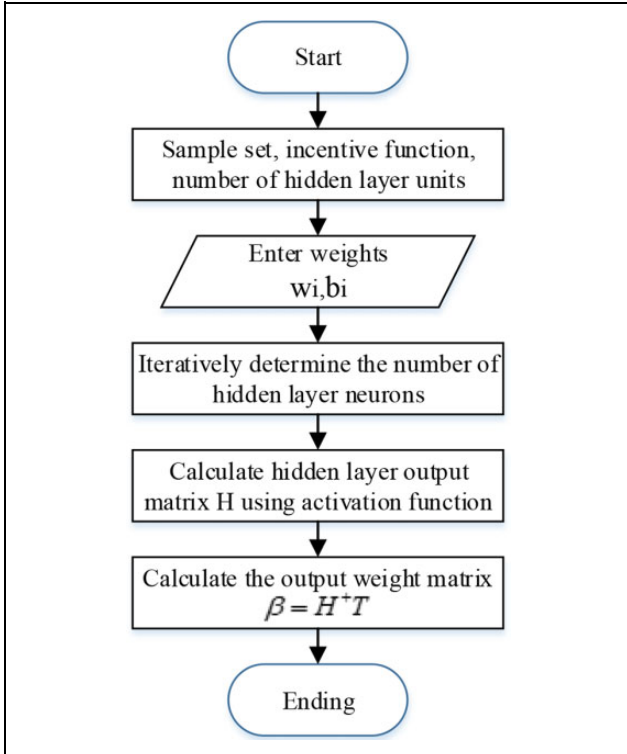 Start
Sample set, incentive function,
number of hidden layer units
Enter weights
wi,bi
Iteratively determine the number of
hidden layer neurons
Calculate hidden layer output
matrix H using activation function
Calculate the output weight matrix
β = H⁺T
Ending